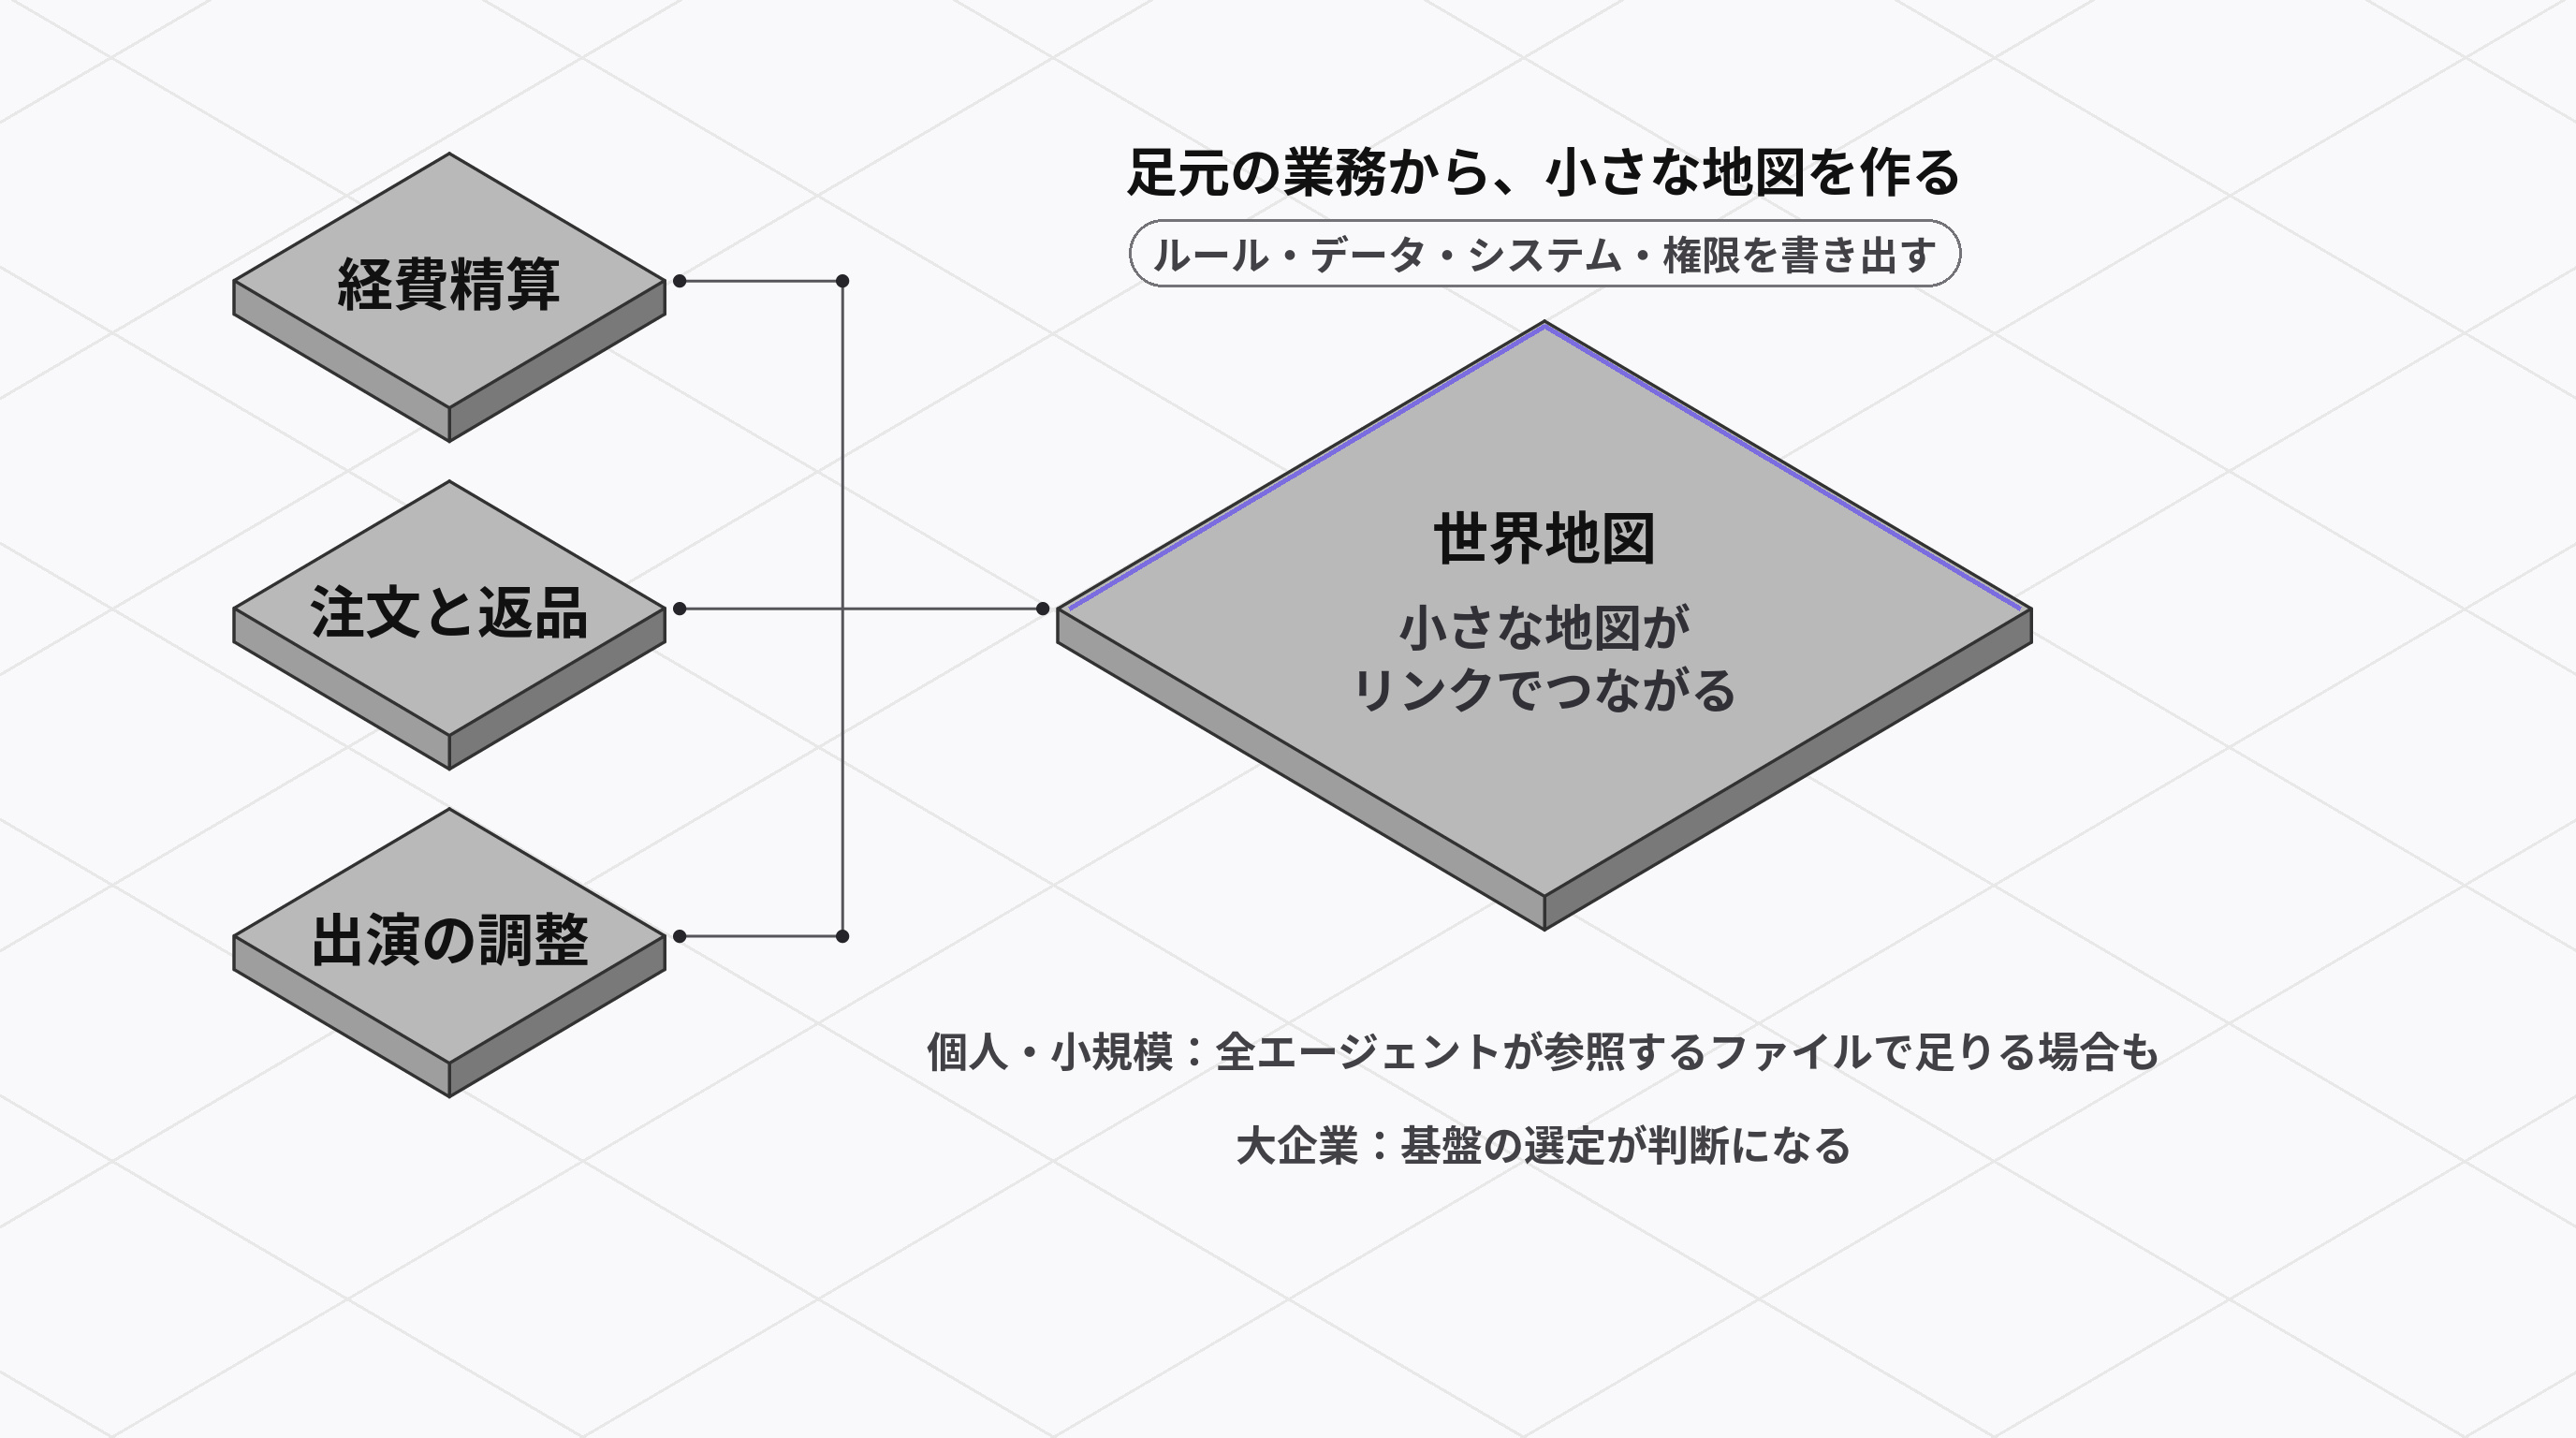 経費精算
注文と返品
出演の調整
足元の業務から、小さな地図を作る
ルール・データ・システム・権限を書き出す
世界地図
小さな地図が
リンクでつながる
個人・小規模：全エージェントが参照するファイルで足りる場合も
大企業：基盤の選定が判断になる